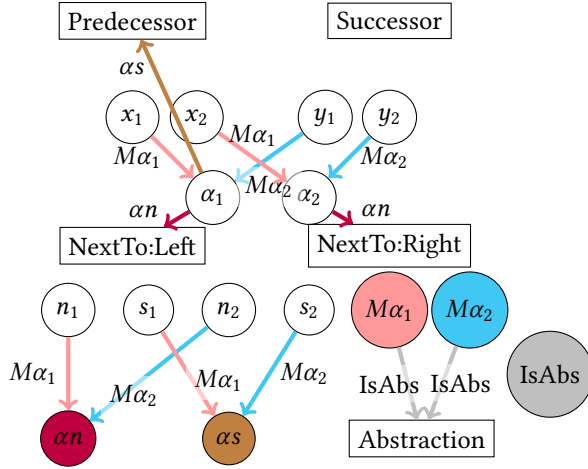 Predecessor
Successor
αs
x₁
x₂
y₁
y₂
Mα₁
Mα₁
Mα₂
Mα₂
α₁
α₂
αn
αn
NextTo:Left
NextTo:Right
n₁
s₁
n₂
s₂
Mα₁
Mα₂
Mα₁
Mα₂
Mα₁
Mα₂
IsAbs
IsAbs
IsAbs
αn
αs
Abstraction